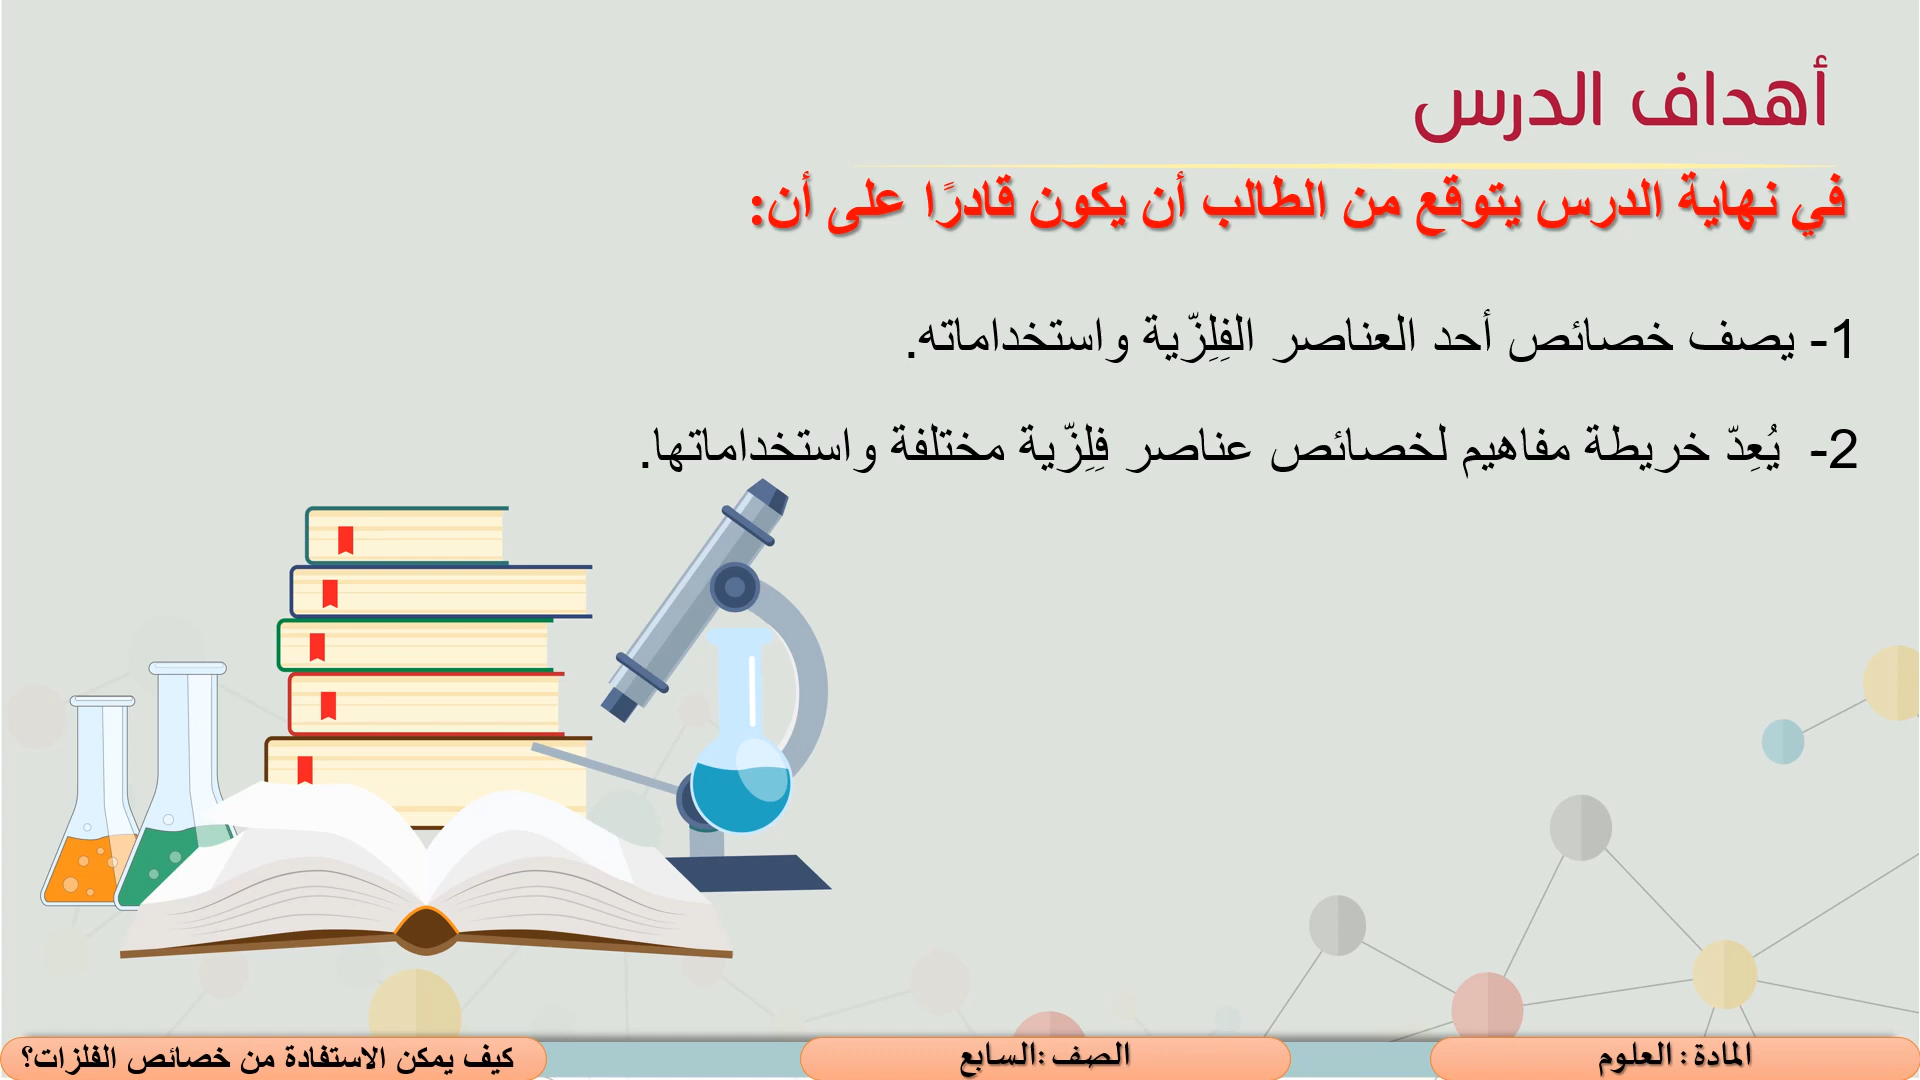 أهداف الدرس
في نهاية الدرس يتوقع من الطالب أن يكون قادرًا على أن:
1- يصف خصائص أحد العناصر الفِلِزّية واستخداماته.
2- يُعِدّ خريطة مفاهيم لخصائص عناصر فِلِزّية مختلفة واستخداماتها.
المادة : العلوم
الصف :السابع
كيف يمكن الاستفادة من خصائص الفلزات؟